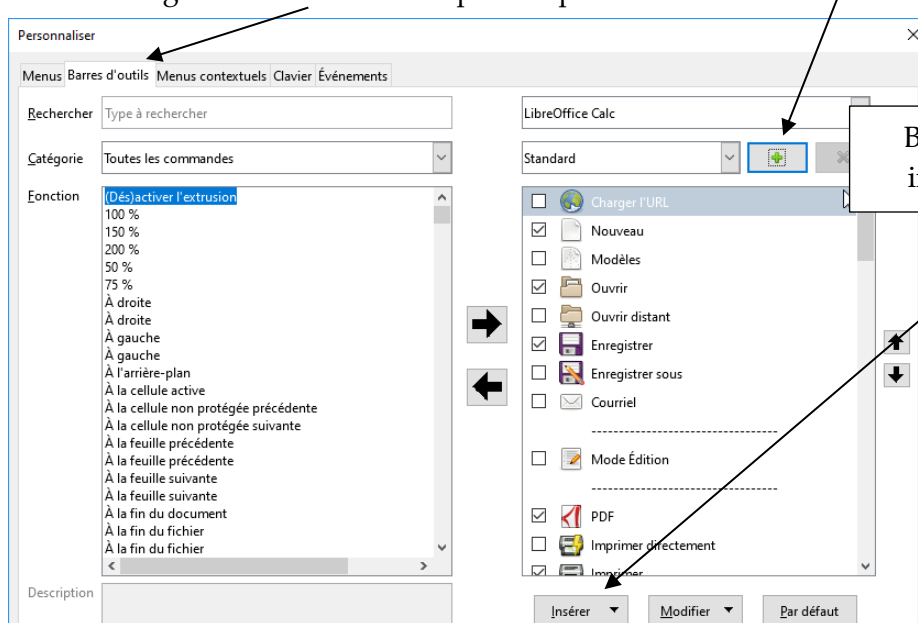 Personnaliser
Menus Barres d'outils Menus contextuels Clavier Événements
Rechercher Type à rechercher LibreOffice Calc
Catégorie Toutes les commandes Standard
Fonction
(Dés)activer l'extrusion
100 %
150 %
200 %
50 %
75 %
À droite
À droite
À gauche
À gauche
À l'arrière-plan
À la cellule active
À la cellule non protégée précédente
À la cellule non protégée suivante
À la feuille précédente
À la feuille précédente
À la feuille suivante
À la feuille suivante
À la fin du document
À la fin du fichier
À la fin du fichier
Charger l'URL
Nouveau
Modèles
Ouvrir
Ouvrir distant
Enregistrer
Enregistrer sous
Courriel
--------------------------------
Mode Édition
--------------------------------
PDF
Imprimer directement
Imprimer
Description
Insérer Modifier Par défaut